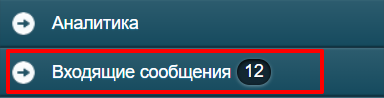 Аналитика
Входящие сообщения 12